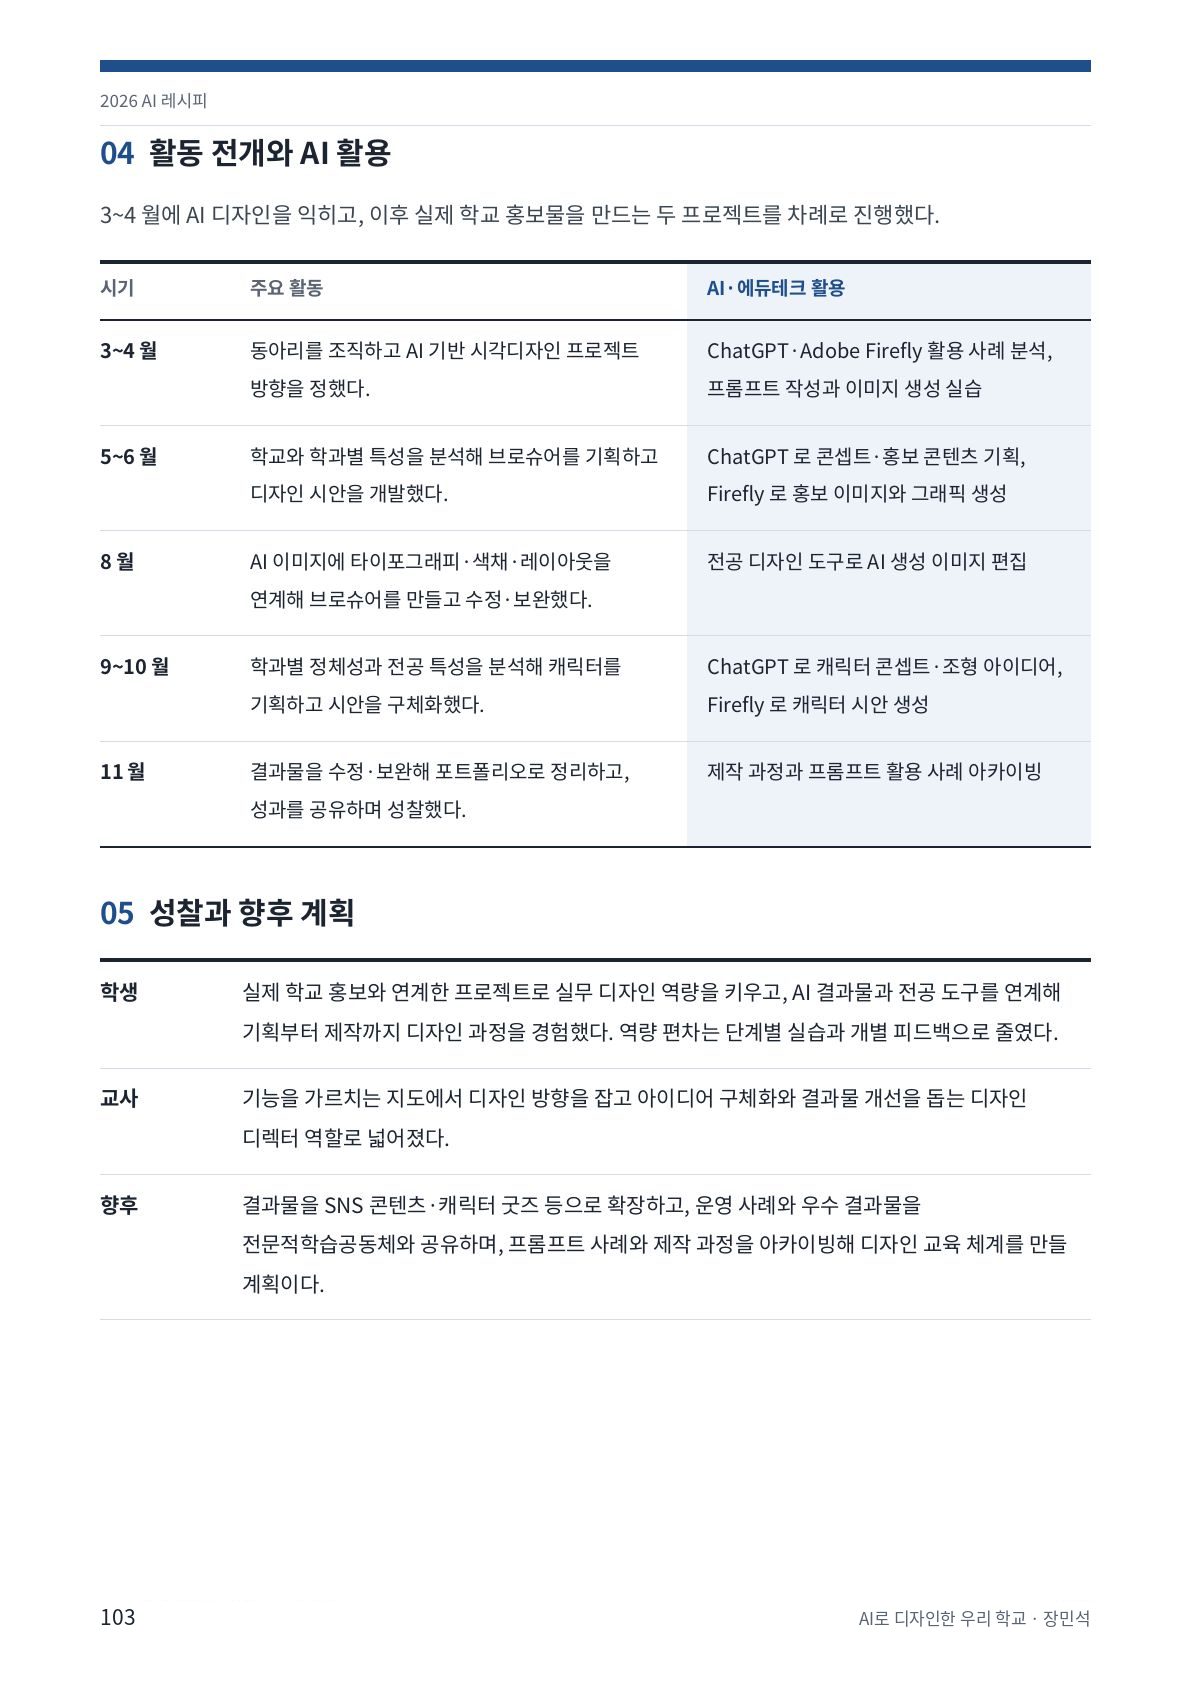 2026 AI 레시피
04 활동 전개와 AI 활용
3~4 월에 AI 디자인을 익히고, 이후 실제 학교 홍보물을 만드는 두 프로젝트를 차례로 진행했다.
시기 주요 활동 AI·에듀테크 활용
3~4 월 동아리를 조직하고 AI 기반 시각디자인 프로젝트 ChatGPT·Adobe Firefly 활용 사례 분석,
방향을 정했다. 프롬프트 작성과 이미지 생성 실습
5~6 월 학교와 학과별 특성을 분석해 브로슈어를 기획하고 ChatGPT 로 콘셉트·홍보 콘텐츠 기획,
디자인 시안을 개발했다. Firefly 로 홍보 이미지와 그래픽 생성
8 월 AI 이미지에 타이포그래피·색채·레이아웃을 전공 디자인 도구로 AI 생성 이미지 편집
연계해 브로슈어를 만들고 수정·보완했다.
9~10 월 학과별 정체성과 전공 특성을 분석해 캐릭터를 ChatGPT 로 캐릭터 콘셉트·조형 아이디어,
기획하고 시안을 구체화했다. Firefly 로 캐릭터 시안 생성
11 월 결과물을 수정·보완해 포트폴리오로 정리하고, 제작 과정과 프롬프트 활용 사례 아카이빙
성과를 공유하며 성찰했다.
05 성찰과 향후 계획
학생 실제 학교 홍보와 연계한 프로젝트로 실무 디자인 역량을 키우고, AI 결과물과 전공 도구를 연계해
기획부터 제작까지 디자인 과정을 경험했다. 역량 편차는 단계별 실습과 개별 피드백으로 줄였다.
교사 기능을 가르치는 지도에서 디자인 방향을 잡고 아이디어 구체화와 결과물 개선을 돕는 디자인
디렉터 역할로 넓어졌다.
향후 결과물을 SNS 콘텐츠·캐릭터 굿즈 등으로 확장하고, 운영 사례와 우수 결과물을
전문적학습공동체와 공유하며, 프롬프트 사례와 제작 과정을 아카이빙해 디자인 교육 체계를 만들
계획이다.
103 AI로 디자인한 우리 학교 · 장민석